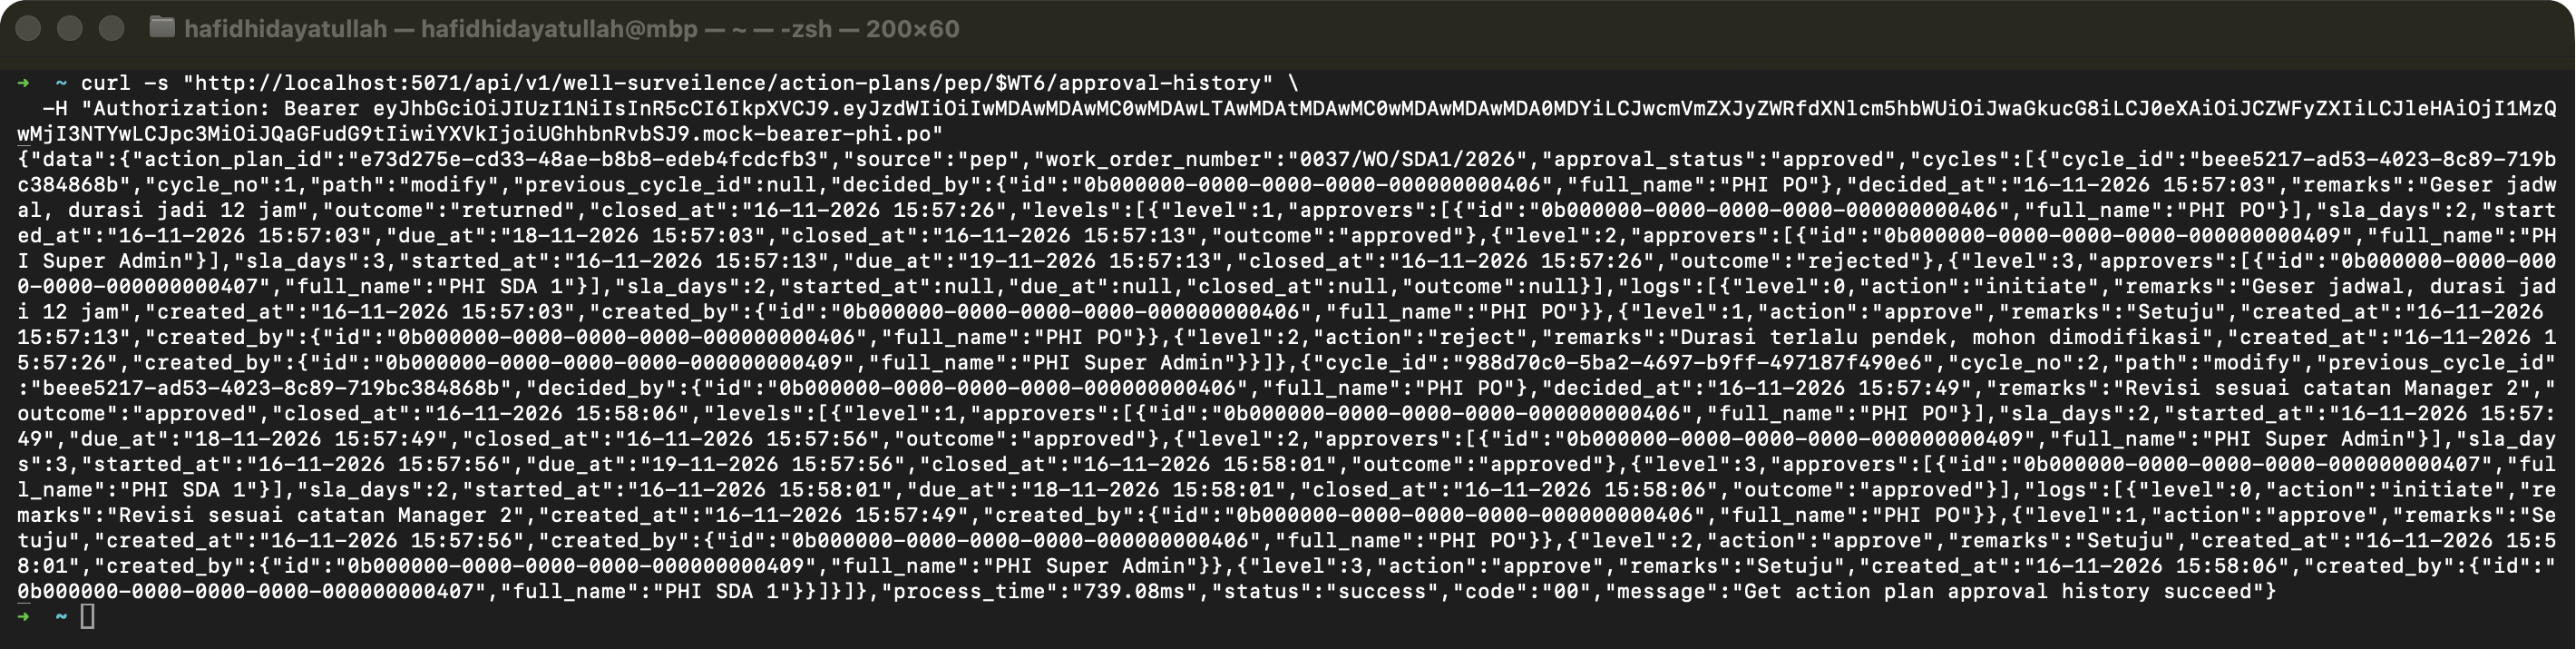 hafidhidayatullah — hafidhidayatullah@mbp — ~ — -zsh — 200×60
➜  ~ curl -s "http://localhost:5071/api/v1/well-surveilence/action-plans/pep/$WT6/approval-history" \
  -H "Authorization: Bearer eyJhbGciOiJIUzI1NiIsInR5cCI6IkpXVCJ9.eyJzdWIiOiIwMDAwMDAwMC0wMDAwLTAwMDAtMDAwMC0wMDAwMDAwMDA0MDYiLCJwcmVmZXJyZWRfdXNlcm5hbWUiOiJwaGkucG8iLCJ0eXAiOiJCZWFyZXIiLCJleHAiOjI1MzQ
wMjI3NTYwLCJpc3MiOiJQaGFudG9tIiwiYXVkIjoiUGhhbnRvbSJ9.mock-bearer-phi.po"
{"data":{"action_plan_id":"e73d275e-cd33-48ae-b8b8-edeb4fcdcfb3","source":"pep","work_order_number":"0037/WO/SDA1/2026","approval_status":"approved","cycles":[{"cycle_id":"beee5217-ad53-4023-8c89-719b
c384868b","cycle_no":1,"path":"modify","previous_cycle_id":null,"decided_by":{"id":"0b000000-0000-0000-0000-000000000406","full_name":"PHI PO"},"decided_at":"16-11-2026 15:57:03","remarks":"Geser jadw
al, durasi jadi 12 jam","outcome":"returned","closed_at":"16-11-2026 15:57:26","levels":[{"level":1,"approvers":[{"id":"0b000000-0000-0000-0000-000000000406","full_name":"PHI PO"}],"sla_days":2,"start
ed_at":"16-11-2026 15:57:03","due_at":"18-11-2026 15:57:03","closed_at":"16-11-2026 15:57:13","outcome":"approved"},{"level":2,"approvers":[{"id":"0b000000-0000-0000-0000-000000000409","full_name":"PH
I Super Admin"}],"sla_days":3,"started_at":"16-11-2026 15:57:13","due_at":"19-11-2026 15:57:13","closed_at":"16-11-2026 15:57:26","outcome":"rejected"},{"level":3,"approvers":[{"id":"0b000000-0000-000
0-0000-000000000407","full_name":"PHI SDA 1"}],"sla_days":2,"started_at":null,"due_at":null,"closed_at":null,"outcome":null}],"logs":[{"level":0,"action":"initiate","remarks":"Geser jadwal, durasi jad
i 12 jam","created_at":"16-11-2026 15:57:03","created_by":{"id":"0b000000-0000-0000-0000-000000000406","full_name":"PHI PO"}},{"level":1,"action":"approve","remarks":"Setuju","created_at":"16-11-2026
15:57:13","created_by":{"id":"0b000000-0000-0000-0000-000000000406","full_name":"PHI PO"}},{"level":2,"action":"reject","remarks":"Durasi terlalu pendek, mohon dimodifikasi","created_at":"16-11-2026 1
5:57:26","created_by":{"id":"0b000000-0000-0000-0000-000000000409","full_name":"PHI Super Admin"}}]},{"cycle_id":"988d70c0-5ba2-4697-b9ff-497187f490e6","cycle_no":2,"path":"modify","previous_cycle_id"
:"beee5217-ad53-4023-8c89-719bc384868b","decided_by":{"id":"0b000000-0000-0000-0000-000000000406","full_name":"PHI PO"},"decided_at":"16-11-2026 15:57:49","remarks":"Revisi sesuai catatan Manager 2","
outcome":"approved","closed_at":"16-11-2026 15:58:06","levels":[{"level":1,"approvers":[{"id":"0b000000-0000-0000-0000-000000000406","full_name":"PHI PO"}],"sla_days":2,"started_at":"16-11-2026 15:57:
49","due_at":"18-11-2026 15:57:49","closed_at":"16-11-2026 15:57:56","outcome":"approved"},{"level":2,"approvers":[{"id":"0b000000-0000-0000-0000-000000000409","full_name":"PHI Super Admin"}],"sla_day
s":3,"started_at":"16-11-2026 15:57:56","due_at":"19-11-2026 15:57:56","closed_at":"16-11-2026 15:58:01","outcome":"approved"},{"level":3,"approvers":[{"id":"0b000000-0000-0000-0000-000000000407","ful
l_name":"PHI SDA 1"}],"sla_days":2,"started_at":"16-11-2026 15:58:01","due_at":"18-11-2026 15:58:01","closed_at":"16-11-2026 15:58:06","outcome":"approved"}],"logs":[{"level":0,"action":"initiate","re
marks":"Revisi sesuai catatan Manager 2","created_at":"16-11-2026 15:57:49","created_by":{"id":"0b000000-0000-0000-0000-000000000406","full_name":"PHI PO"}},{"level":1,"action":"approve","remarks":"Se
tuju","created_at":"16-11-2026 15:57:56","created_by":{"id":"0b000000-0000-0000-0000-000000000406","full_name":"PHI PO"}},{"level":2,"action":"approve","remarks":"Setuju","created_at":"16-11-2026 15:5
8:01","created_by":{"id":"0b000000-0000-0000-0000-000000000409","full_name":"PHI Super Admin"}},{"level":3,"action":"approve","remarks":"Setuju","created_at":"16-11-2026 15:58:06","created_by":{"id":"
0b000000-0000-0000-0000-000000000407","full_name":"PHI SDA 1"}}]}]},"process_time":"739.08ms","status":"success","code":"00","message":"Get action plan approval history succeed"}
➜  ~